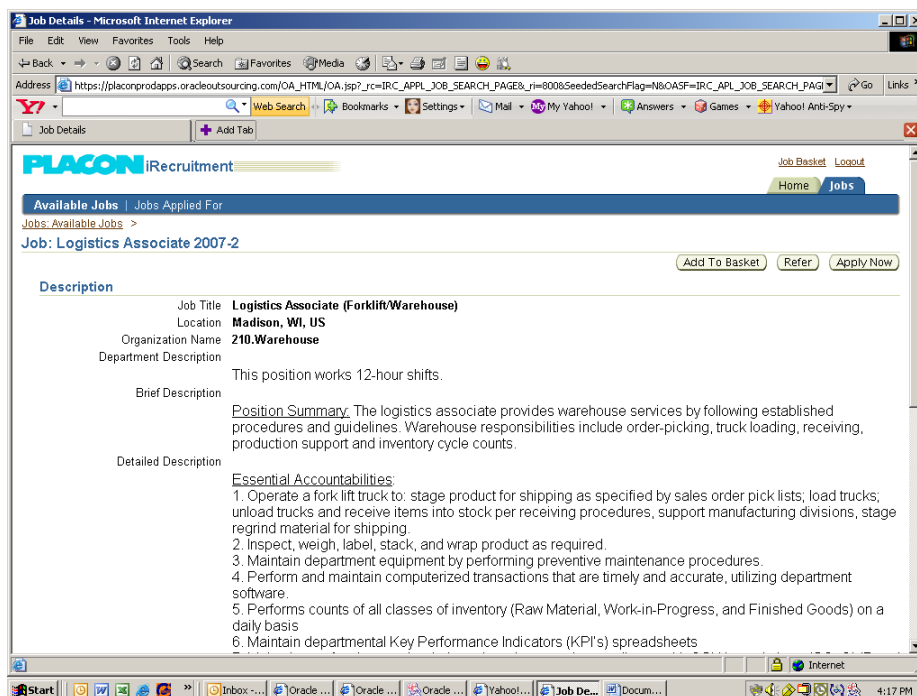 Job Details - Microsoft Internet Explorer
File Edit View Favorites Tools Help
Back Search Favorites Media
Address https://placonprodapps.oracleoutsourcing.com/OA_HTML/OA.jsp?_rc=IRC_APPL_JOB_SEARCH_PAGE&_ri=800&SeededSearchFlag=N&OASF=IRC_APL_JOB_SEARCH_PAGI Go Links »
Y! Web Search Bookmarks Settings Mail My Yahoo! Answers Games Yahoo! Anti-Spy
Job Details Add Tab
PLACON iRecruitment
Job Basket Logout
Home Jobs
Available Jobs | Jobs Applied For
Jobs: Available Jobs >
Job: Logistics Associate 2007-2
Add To Basket Refer Apply Now
Description
Job Title Logistics Associate (Forklift/Warehouse)
Location Madison, WI, US
Organization Name 210.Warehouse
Department Description
This position works 12-hour shifts.
Brief Description
Position Summary: The logistics associate provides warehouse services by following established
procedures and guidelines. Warehouse responsibilities include order-picking, truck loading, receiving,
production support and inventory cycle counts.
Detailed Description
Essential Accountabilities:
1. Operate a fork lift truck to: stage product for shipping as specified by sales order pick lists; load trucks;
unload trucks and receive items into stock per receiving procedures, support manufacturing divisions, stage
regrind material for shipping.
2. Inspect, weigh, label, stack, and wrap product as required.
3. Maintain department equipment by performing preventive maintenance procedures.
4. Perform and maintain computerized transactions that are timely and accurate, utilizing department
software.
5. Performs counts of all classes of inventory (Raw Material, Work-in-Progress, and Finished Goods) on a
daily basis
6. Maintain departmental Key Performance Indicators (KPI's) spreadsheets
Internet
Start » Inbox -... Oracle ... Oracle ... Oracle ... Yahoo!... Job De... Docum... 4:17 PM